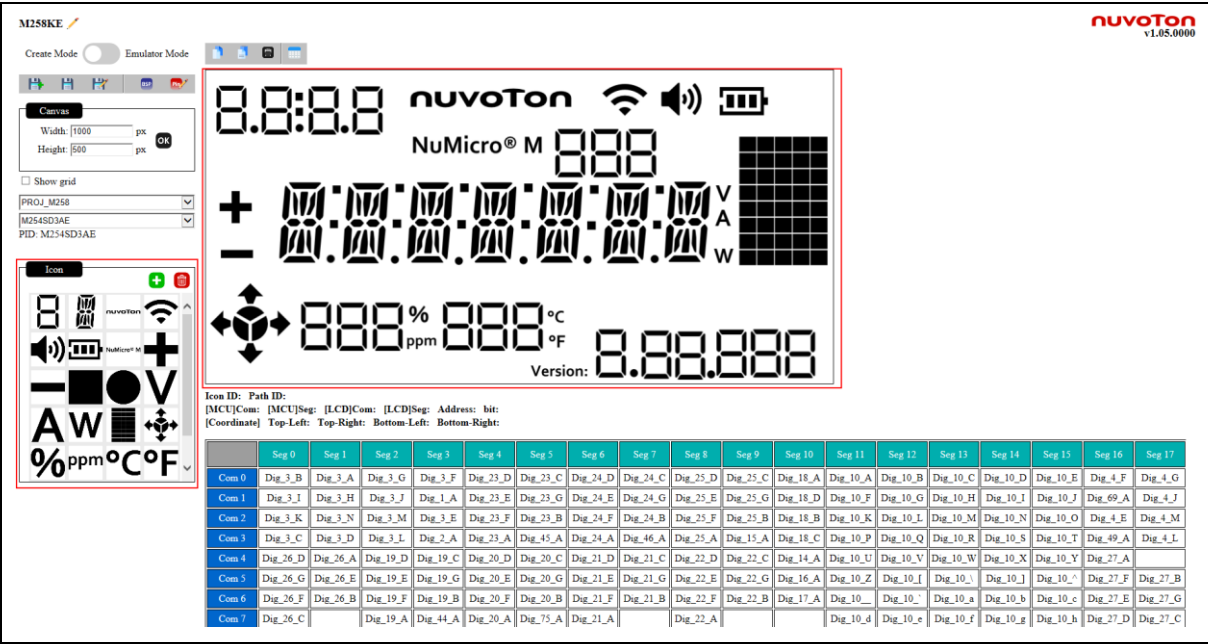 M258KE
nuvoTon
v1.05.0000
Create Mode Emulator Mode
BSP
Canvas
Width: 1000 px
Height: 500 px
OK
Show grid
PROJ_M258
M254SD3AE
PID: M254SD3AE
Icon
nuvoTon
NuMicro® M
V
A W
% ppm °C °F
8.8:8.8 nuvoTon
NuMicro® M 888
V
A
W
888 % ppm 888 °C °F
Version: 8.88.888
Icon ID: Path ID:
[MCU]Com: [MCU]Seg: [LCD]Com: [LCD]Seg: Address: bit:
[Coordinate] Top-Left: Top-Right: Bottom-Left: Bottom-Right:
Seg 0 Seg 1 Seg 2 Seg 3 Seg 4 Seg 5 Seg 6 Seg 7 Seg 8 Seg 9 Seg 10 Seg 11 Seg 12 Seg 13 Seg 14 Seg 15 Seg 16 Seg 17
Com 0 Dig_3_B Dig_3_A Dig_3_G Dig_3_F Dig_23_D Dig_23_C Dig_24_D Dig_24_C Dig_25_D Dig_25_C Dig_18_A Dig_10_A Dig_10_B Dig_10_C Dig_10_D Dig_10_E Dig_4_F Dig_4_G
Com 1 Dig_3_I Dig_3_H Dig_3_J Dig_1_A Dig_23_E Dig_23_G Dig_24_E Dig_24_G Dig_25_E Dig_25_G Dig_18_D Dig_10_F Dig_10_G Dig_10_H Dig_10_I Dig_10_J Dig_69_A Dig_4_J
Com 2 Dig_3_K Dig_3_N Dig_3_M Dig_3_E Dig_23_F Dig_23_B Dig_24_F Dig_24_B Dig_25_F Dig_25_B Dig_18_B Dig_10_K Dig_10_L Dig_10_M Dig_10_N Dig_10_O Dig_4_E Dig_4_M
Com 3 Dig_3_C Dig_3_D Dig_3_L Dig_2_A Dig_23_A Dig_45_A Dig_24_A Dig_46_A Dig_25_A Dig_15_A Dig_18_C Dig_10_P Dig_10_Q Dig_10_R Dig_10_S Dig_10_T Dig_49_A Dig_4_L
Com 4 Dig_26_D Dig_26_A Dig_19_D Dig_19_C Dig_20_D Dig_20_C Dig_21_D Dig_21_C Dig_22_D Dig_22_C Dig_14_A Dig_10_U Dig_10_V Dig_10_W Dig_10_X Dig_10_Y Dig_27_A
Com 5 Dig_26_G Dig_26_E Dig_19_E Dig_19_G Dig_20_E Dig_20_G Dig_21_E Dig_21_G Dig_22_E Dig_22_G Dig_16_A Dig_10_Z Dig_10_[ Dig_10_\ Dig_10_] Dig_10_^ Dig_27_F Dig_27_B
Com 6 Dig_26_F Dig_26_B Dig_19_F Dig_19_B Dig_20_F Dig_20_B Dig_21_F Dig_21_B Dig_22_F Dig_22_B Dig_17_A Dig_10__ Dig_10_` Dig_10_a Dig_10_b Dig_10_c Dig_27_E Dig_27_G
Com 7 Dig_26_C Dig_19_A Dig_44_A Dig_20_A Dig_75_A Dig_21_A Dig_22_A Dig_10_d Dig_10_e Dig_10_f Dig_10_g Dig_10_h Dig_27_D Dig_27_C